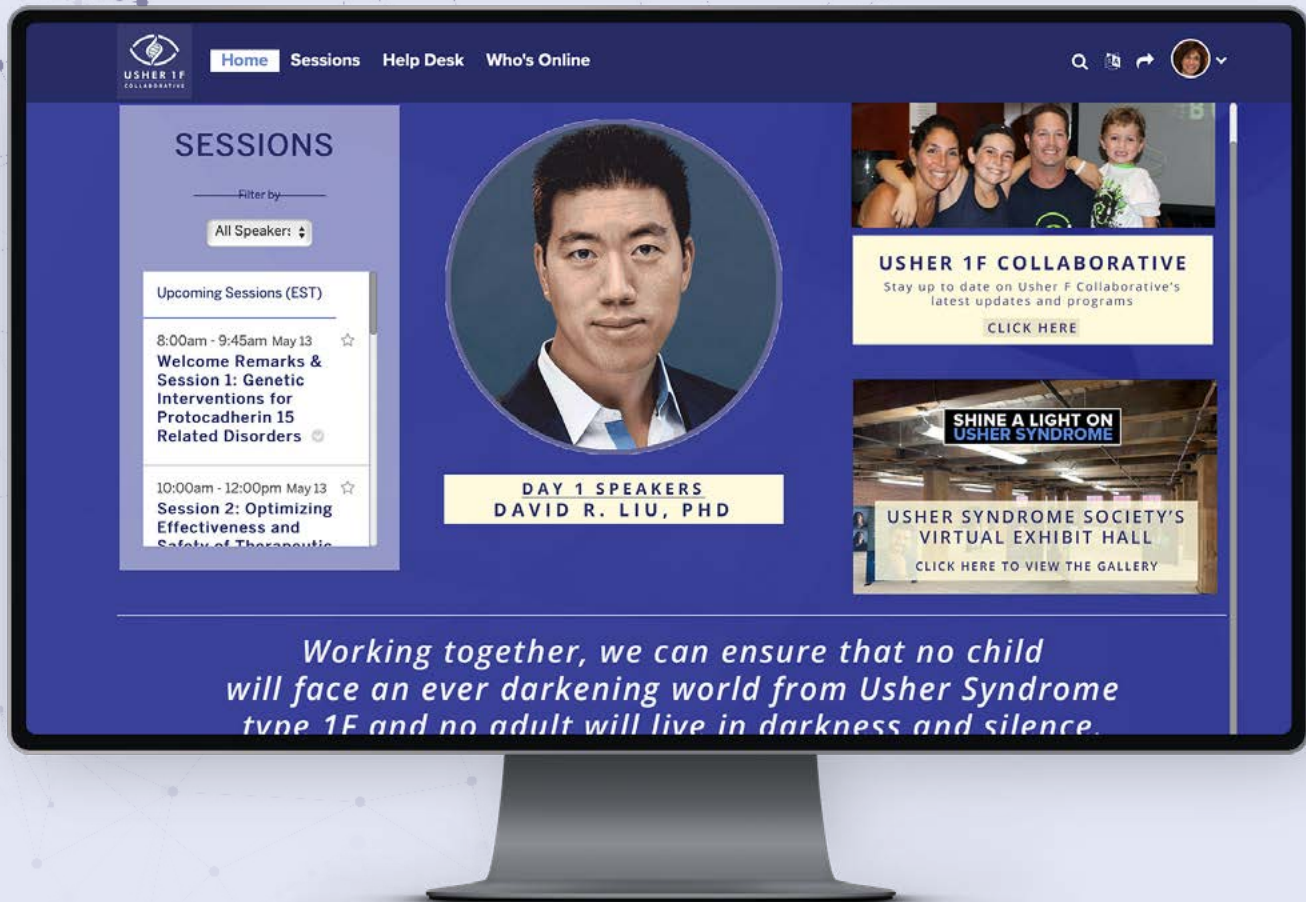 USHER 1F
COLLABORATIVE
Home Sessions Help Desk Who's Online
SESSIONS
Filter by
All Speaker:
Upcoming Sessions (EST)
8:00am - 9:45am May 13
Welcome Remarks &
Session 1: Genetic
Interventions for
Protocadherin 15
Related Disorders
10:00am - 12:00pm May 13
Session 2: Optimizing
Effectiveness and
Safety of Therapeutic
DAY 1 SPEAKERS
DAVID R. LIU, PHD
USHER 1F COLLABORATIVE
Stay up to date on Usher F Collaborative's
latest updates and programs
CLICK HERE
SHINE A LIGHT ON
USHER SYNDROME
USHER SYNDROME SOCIETY'S
VIRTUAL EXHIBIT HALL
CLICK HERE TO VIEW THE GALLERY
Working together, we can ensure that no child
will face an ever darkening world from Usher Syndrome
type 1F and no adult will live in darkness and silence.